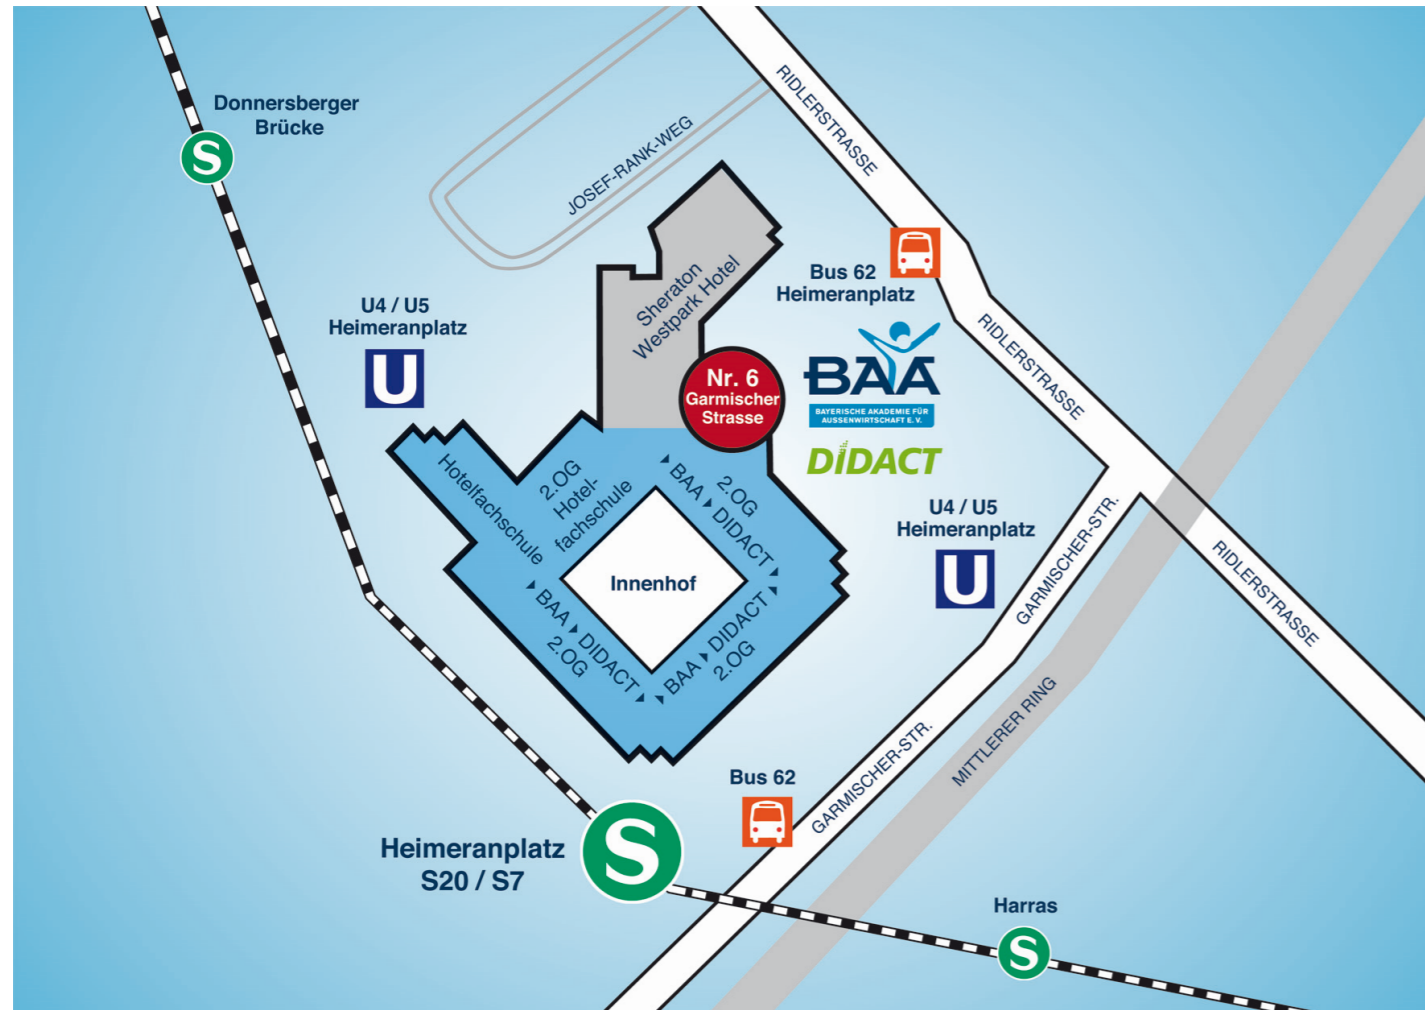 RIDLERSTRASSE
Donnersberger
Brücke
S
JOSEF-RANK-WEG
Bus 62
Heimeranplatz
Sheraton
Westpark Hotel
U4 / U5
Heimeranplatz
U
RIDLERSTRASSE
BAA
BAYERISCHE AKADEMIE FÜR
AUSSENWIRTSCHAFT E. V.
Nr. 6
Garmischer
Strasse
DIDACT
Hotelfachschule
2.OG
Hotel-
fachschule
BAA DIDACT
2.OG
U4 / U5
Heimeranplatz
U
GARMISCHER-STR.
RIDLERSTRASSE
Innenhof
BAA DIDACT
2.OG
BAA DIDACT
2.OG
MITTLERER RING
GARMISCHER-STR.
Bus 62
Heimeranplatz
S20 / S7
S
Harras
S